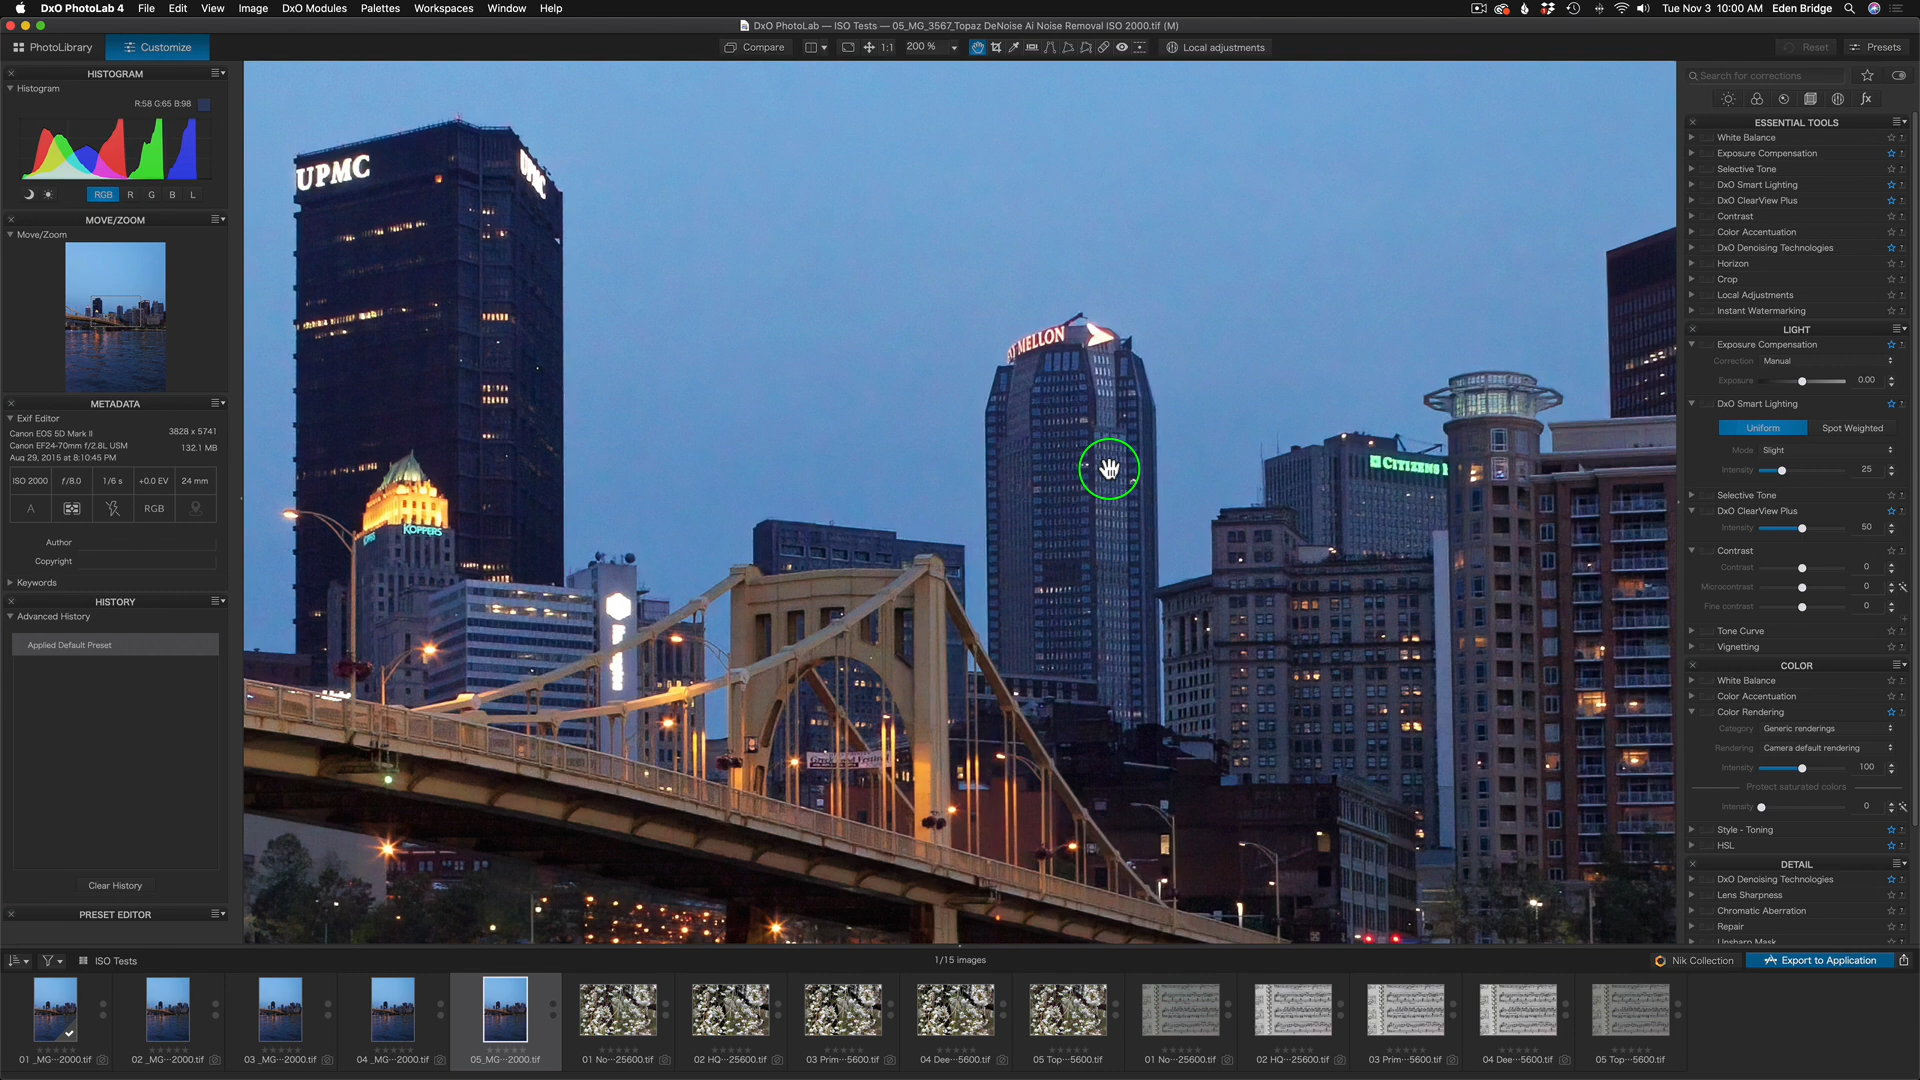 DxO PhotoLab 4 File Edit View Image DxO Modules Palettes Workspaces Window Help
Tue Nov 3 10:00 AM Eden Bridge
DxO PhotoLab — ISO Tests — 05_MG_3567_Topaz DeNoise Ai Noise Removal ISO 2000.tif (M)
PhotoLibrary Customize Compare 1:1 200 % Local adjustments Reset Presets
HISTOGRAM
Histogram
R:58 G:65 B:98
RGB R G B L
MOVE/ZOOM
Move/Zoom
METADATA
Exif Editor
Canon EOS 5D Mark II 3828 x 5741
Canon EF24-70mm f/2.8L USM 132.1 MB
Aug 29, 2015 at 8:10:45 PM
ISO 2000 ƒ/8.0 1/6 s +0.0 EV 24 mm
A RGB
Author
Copyright
Keywords
HISTORY
Advanced History
Applied Default Preset
Clear History
PRESET EDITOR
UPMC
UPMC
MELLON
CITIZENS
KOPPERS
Search for corrections
fx
ESSENTIAL TOOLS
White Balance
Exposure Compensation
Selective Tone
DxO Smart Lighting
DxO ClearView Plus
Contrast
Color Accentuation
DxO Denoising Technologies
Horizon
Crop
Local Adjustments
Instant Watermarking
LIGHT
Exposure Compensation
Correction Manual
Exposure 0.00
DxO Smart Lighting
Uniform Spot Weighted
Mode Slight
Intensity 25
Selective Tone
DxO ClearView Plus
Intensity 50
Contrast
Contrast 0
Microcontrast 0
Fine contrast 0
Tone Curve
Vignetting
COLOR
White Balance
Color Accentuation
Color Rendering
Category Generic renderings
Rendering Camera default rendering
Intensity 100
Protect saturated colors
Intensity 0
Style - Toning
HSL
DETAIL
DxO Denoising Technologies
Lens Sharpness
Chromatic Aberration
Repair
Unsharp Mask
ISO Tests 1/15 images Nik Collection Export to Application
01 _MG···2000.tif 02 _MG···2000.tif 03 _MG···2000.tif 04 _MG···2000.tif 05_MG···2000.tif 01 No···25600.tif 02 HQ···25600.tif 03 Prim···5600.tif 04 Dee···5600.tif 05 Top···5600.tif 01 No···25600.tif 02 HQ···25600.tif 03 Prim···5600.tif 04 Dee···5600.tif 05 Top···5600.tif